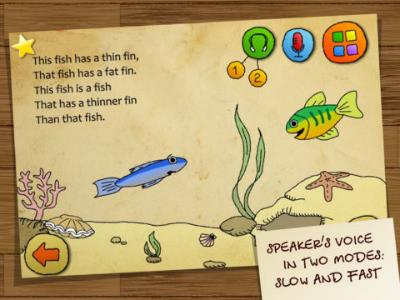 This fish has a thin fin,
That fish has a fat fin.
This fish is a fish
That has a thinner fin
Than that fish.
1 2
SPEAKER'S VOICE
IN TWO MODES:
SLOW AND FAST